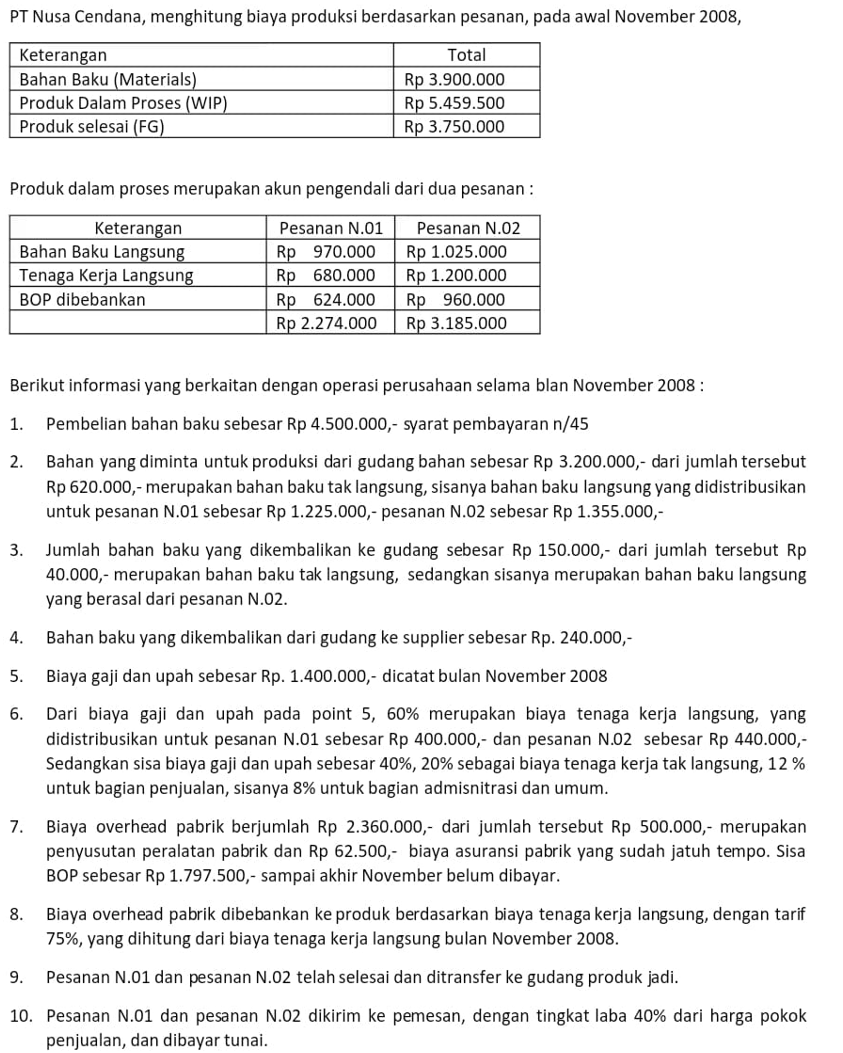 PT Nusa Cendana, menghitung biaya produksi berdasarkan pesanan, pada awal November 2008,
Keterangan Total
Bahan Baku (Materials) Rp 3.900.000
Produk Dalam Proses (WIP) Rp 5.459.500
Produk selesai (FG) Rp 3.750.000
Produk dalam proses merupakan akun pengendali dari dua pesanan :
Keterangan Pesanan N.01 Pesanan N.02
Bahan Baku Langsung Rp 970.000 Rp 1.025.000
Tenaga Kerja Langsung Rp 680.000 Rp 1.200.000
BOP dibebankan Rp 624.000 Rp 960.000
Rp 2.274.000 Rp 3.185.000
Berikut informasi yang berkaitan dengan operasi perusahaan selama blan November 2008 :
1. Pembelian bahan baku sebesar Rp 4.500.000,- syarat pembayaran n/45
2. Bahan yang diminta untuk produksi dari gudang bahan sebesar Rp 3.200.000,- dari jumlah tersebut
Rp 620.000,- merupakan bahan baku tak langsung, sisanya bahan baku langsung yang didistribusikan
untuk pesanan N.01 sebesar Rp 1.225.000,- pesanan N.02 sebesar Rp 1.355.000,-
3. Jumlah bahan baku yang dikembalikan ke gudang sebesar Rp 150.000,- dari jumlah tersebut Rp
40.000,- merupakan bahan baku tak langsung, sedangkan sisanya merupakan bahan baku langsung
yang berasal dari pesanan N.02.
4. Bahan baku yang dikembalikan dari gudang ke supplier sebesar Rp. 240.000,-
5. Biaya gaji dan upah sebesar Rp. 1.400.000,- dicatat bulan November 2008
6. Dari biaya gaji dan upah pada point 5, 60% merupakan biaya tenaga kerja langsung, yang
didistribusikan untuk pesanan N.01 sebesar Rp 400.000,- dan pesanan N.02 sebesar Rp 440.000,-
Sedangkan sisa biaya gaji dan upah sebesar 40%, 20% sebagai biaya tenaga kerja tak langsung, 12 %
untuk bagian penjualan, sisanya 8% untuk bagian admisnitrasi dan umum.
7. Biaya overhead pabrik berjumlah Rp 2.360.000,- dari jumlah tersebut Rp 500.000,- merupakan
penyusutan peralatan pabrik dan Rp 62.500,- biaya asuransi pabrik yang sudah jatuh tempo. Sisa
BOP sebesar Rp 1.797.500,- sampai akhir November belum dibayar.
8. Biaya overhead pabrik dibebankan ke produk berdasarkan biaya tenaga kerja langsung, dengan tarif
75%, yang dihitung dari biaya tenaga kerja langsung bulan November 2008.
9. Pesanan N.01 dan pesanan N.02 telah selesai dan ditransfer ke gudang produk jadi.
10. Pesanan N.01 dan pesanan N.02 dikirim ke pemesan, dengan tingkat laba 40% dari harga pokok
penjualan, dan dibayar tunai.